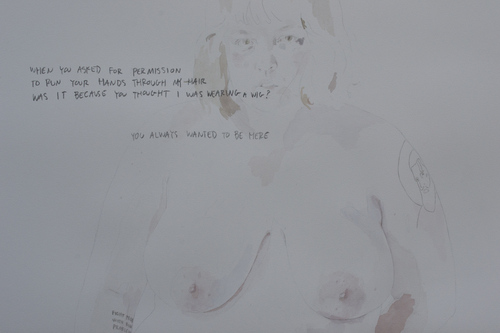 WHEN YOU ASKED FOR PERMISSION
TO RUN YOUR HANDS THROUGH MY HAIR
WAS IT BECAUSE YOU THOUGHT I WAS WEARING A WIG?
YOU ALWAYS WANTED TO BE HERE